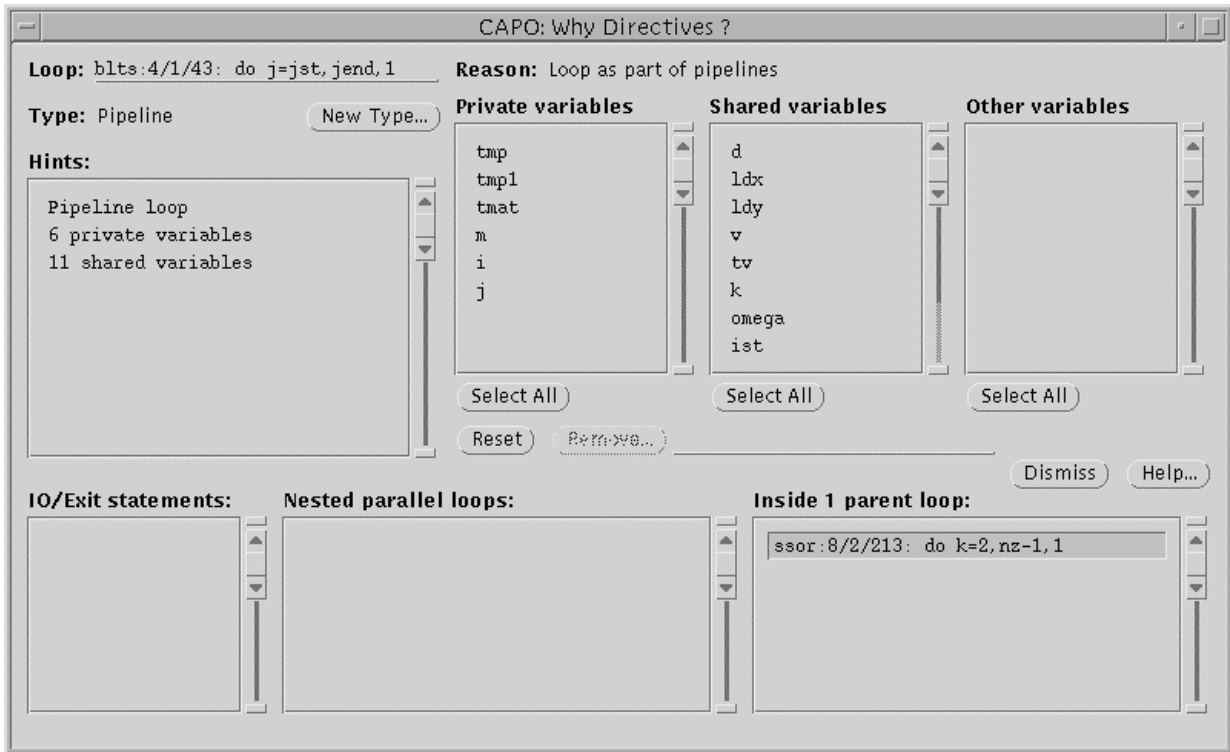 CAPO: Why Directives ?
Loop: blts:4/1/43: do j=jst,jend,1
Reason: Loop as part of pipelines
Type: Pipeline
New Type...
Private variables
Shared variables
Other variables
Hints:
Pipeline loop
6 private variables
11 shared variables
tmp
tmp1
tmat
m
i
j
d
ldx
ldy
v
tv
k
omega
ist
Select All
Select All
Select All
Reset
Remove...
Dismiss
Help...
IO/Exit statements:
Nested parallel loops:
Inside 1 parent loop:
ssor:8/2/213: do k=2,nz-1,1